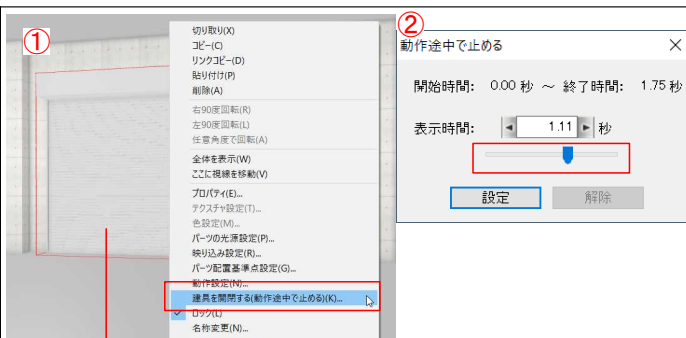 ①
切り取り(X)
コピー(C)
リンクコピー(D)
貼り付け(P)
削除(A)
右90度回転(R)
左90度回転(L)
任意角度で回転(A)
全体を表示(W)
ここに視線を移動(V)
プロパティ(E)...
テクスチャ設定(T)...
色設定(M)...
パーツの光源設定(P)...
映り込み設定(R)...
パーツ配置基準点設定(G)...
動作設定(N)...
建具を開閉する(動作途中で止める)(K)...
ロック(L)
名称変更(N)...
②
動作途中で止める
開始時間: 0.00 秒 ～ 終了時間: 1.75 秒
表示時間: 1.11 秒
設定 解除